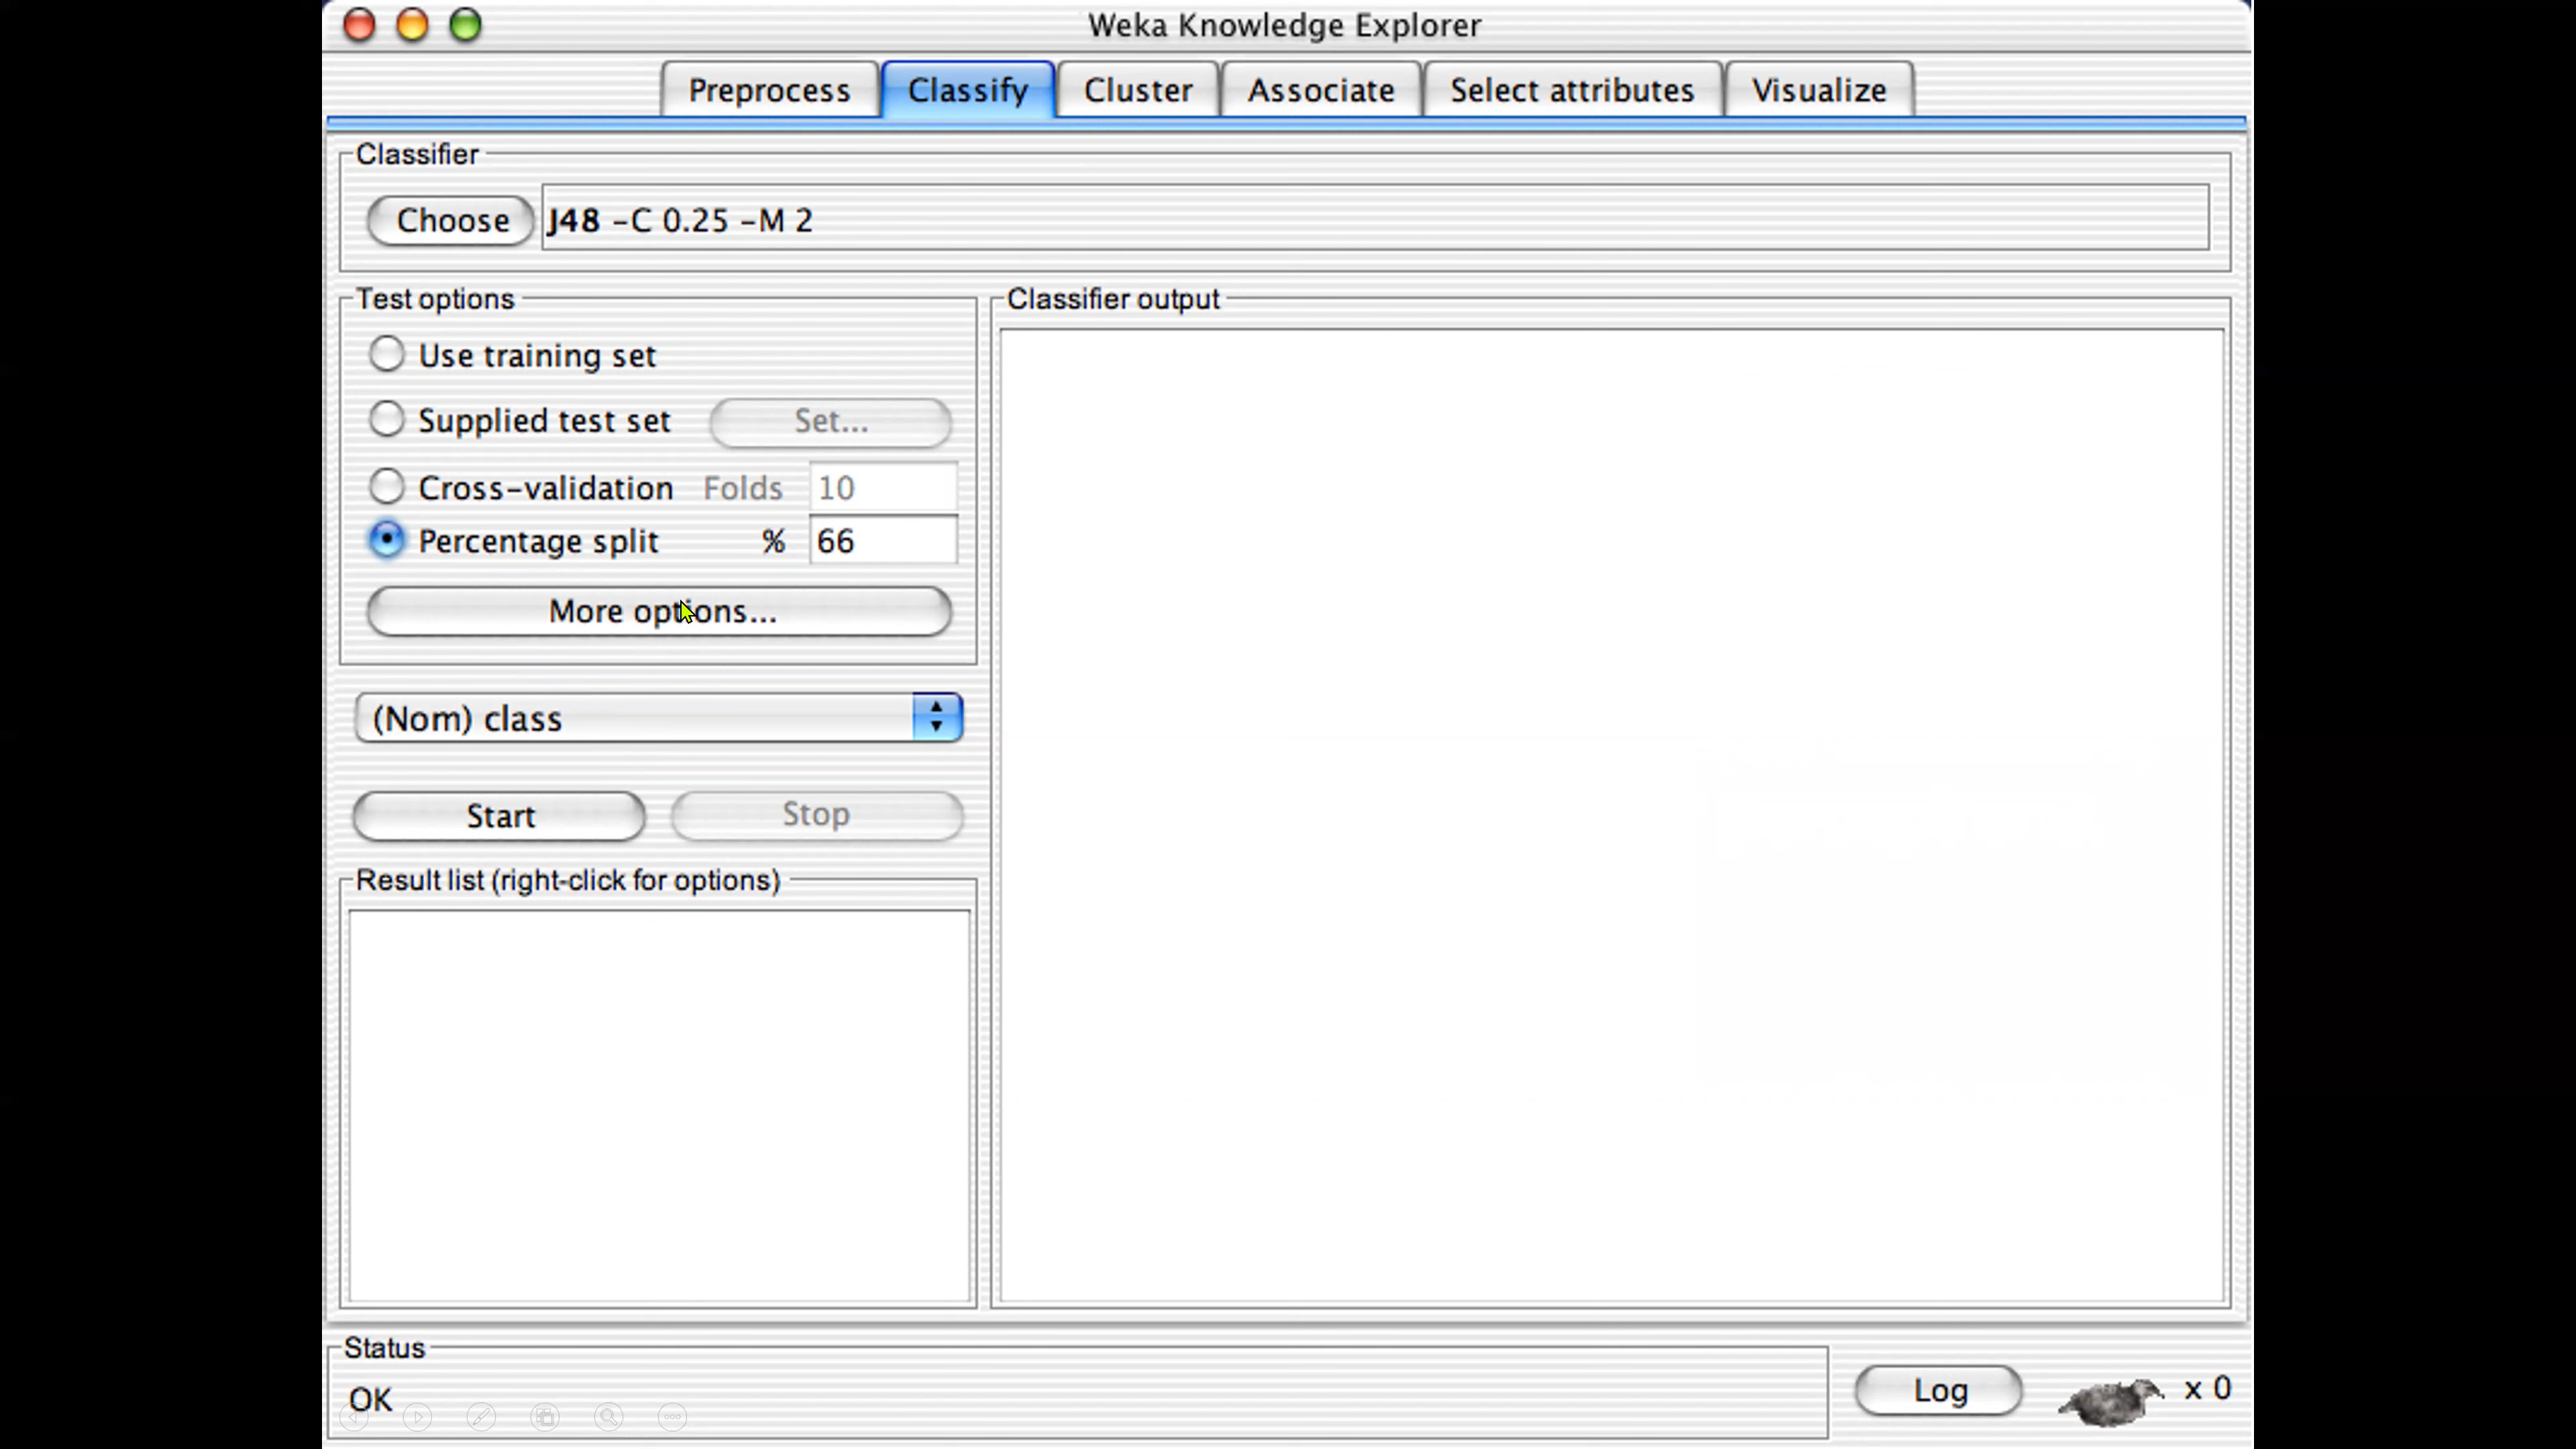 Weka Knowledge Explorer
Preprocess Classify Cluster Associate Select attributes Visualize
Classifier
Choose J48 -C 0.25 -M 2
Test options
Use training set
Supplied test set Set...
Cross-validation Folds 10
Percentage split % 66
More options...
(Nom) class
Start Stop
Result list (right-click for options)
Classifier output
Status
OK
Log x 0